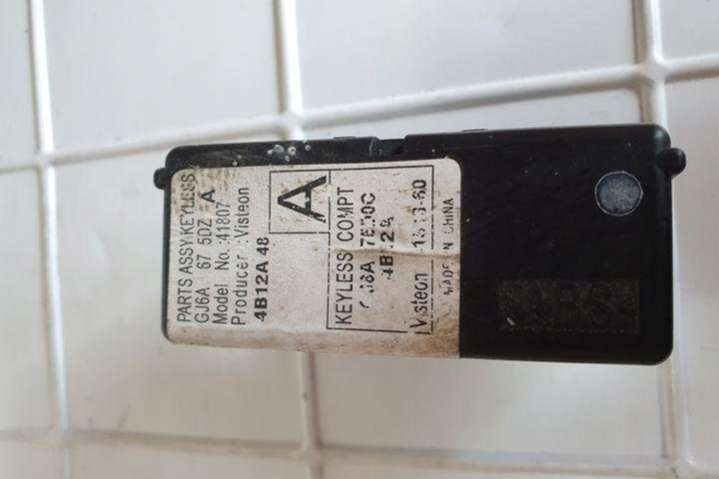 PARTS ASSY KEYLESS
GJ6A 67 5DZ A
Model No. :41807
Producer :Visteon
4B12A 48
A
KEYLESS COMPT
Visteon
MADE IN CHINA